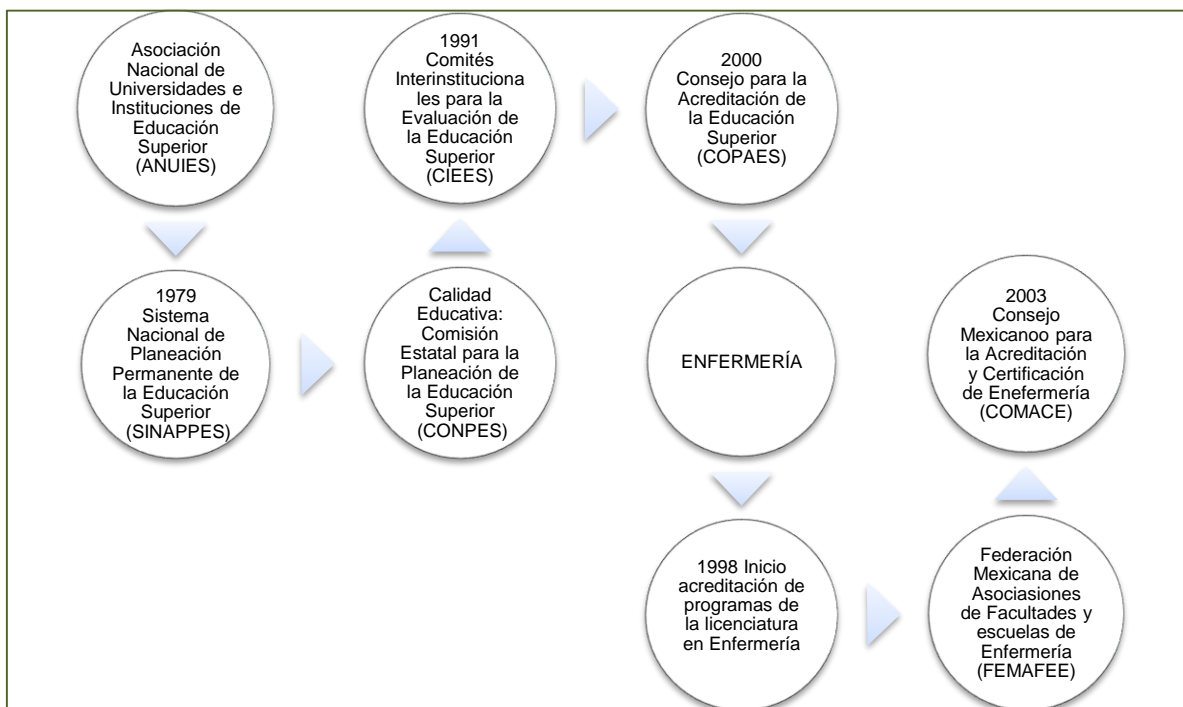 Asociación
Nacional de
Universidades e
Instituciones de
Educación
Superior
(ANUIES)
1979
Sistema
Nacional de
Planeación
Permanente de
la Educación
Superior
(SINAPPES)
Calidad
Educativa:
Comisión
Estatal para la
Planeación de
la Educación
Superior
(CONPES)
1991
Comités
Interinstituciona
les para la
Evaluación de
la Educación
Superior
(CIEES)
2000
Consejo para la
Acreditación de
la Educación
Superior
(COPAES)
ENFERMERÍA
1998 Inicio
acreditación de
programas de
la licenciatura
en Enfermería
Federación
Mexicana de
Asociasiones
de Facultades y
escuelas de
Enfermería
(FEMAFEE)
2003
Consejo
Mexicanoo para
la Acreditación
y Certificación
de Enefermería
(COMACE)